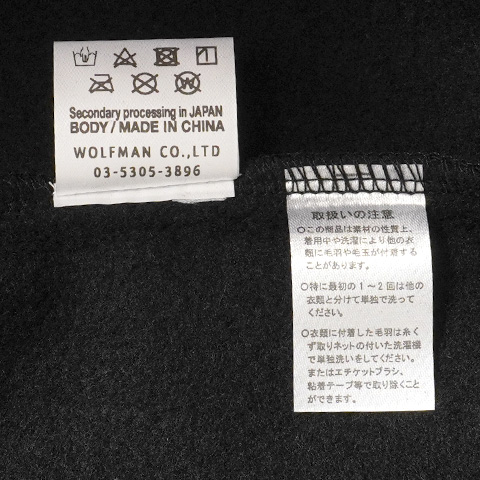 Secondary processing in JAPAN
BODY / MADE IN CHINA
WOLFMAN CO.,LTD
03-5305-3896
取扱いの注意
○この商品は素材の性質上、
着用中や洗濯により他の衣
類に毛羽や毛玉が付着する
ことがあります。
○特に最初の1～2回は他の
衣類と分けて単独で洗って
ください。
○衣類に付着した毛羽は糸く
ず取りネットの付いた洗濯機
で単独洗いをしてください。
またはエチケットブラシ、
粘着テープ等で取り除くこと
ができます。